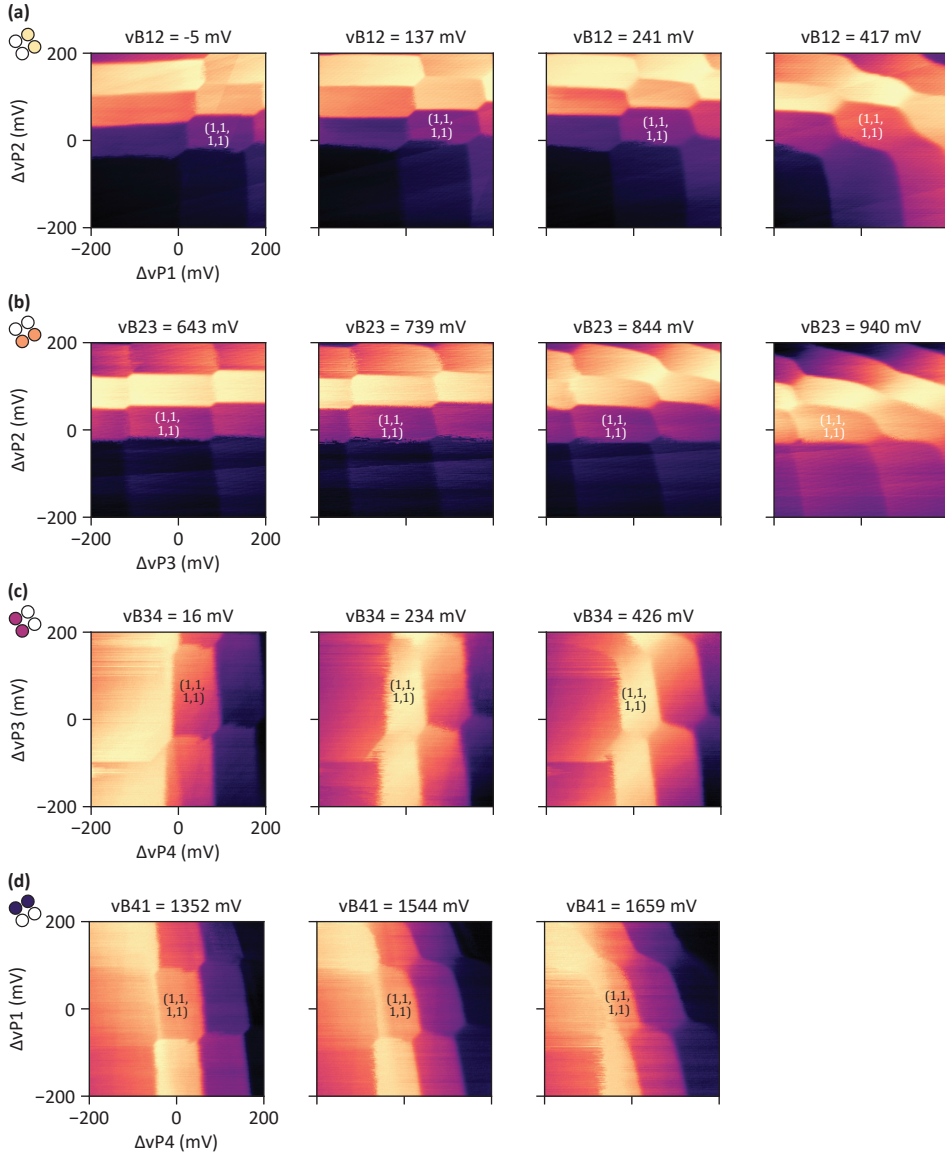 (a)
vB12 = -5 mV
vB12 = 137 mV
vB12 = 241 mV
vB12 = 417 mV
200
0
−200
ΔvP2 (mV)
(1,1,
1,1)
(1,1,
1,1)
(1,1,
1,1)
(1,1,
1,1)
−200
0
200
ΔvP1 (mV)
(b)
vB23 = 643 mV
vB23 = 739 mV
vB23 = 844 mV
vB23 = 940 mV
200
0
−200
ΔvP2 (mV)
(1,1,
1,1)
(1,1,
1,1)
(1,1,
1,1)
(1,1,
1,1)
−200
0
200
ΔvP3 (mV)
(c)
vB34 = 16 mV
vB34 = 234 mV
vB34 = 426 mV
200
0
−200
ΔvP3 (mV)
(1,1,
1,1)
(1,1,
1,1)
(1,1,
1,1)
−200
0
200
ΔvP4 (mV)
(d)
vB41 = 1352 mV
vB41 = 1544 mV
vB41 = 1659 mV
200
0
−200
ΔvP1 (mV)
(1,1,
1,1)
(1,1,
1,1)
(1,1,
1,1)
−200
0
200
ΔvP4 (mV)